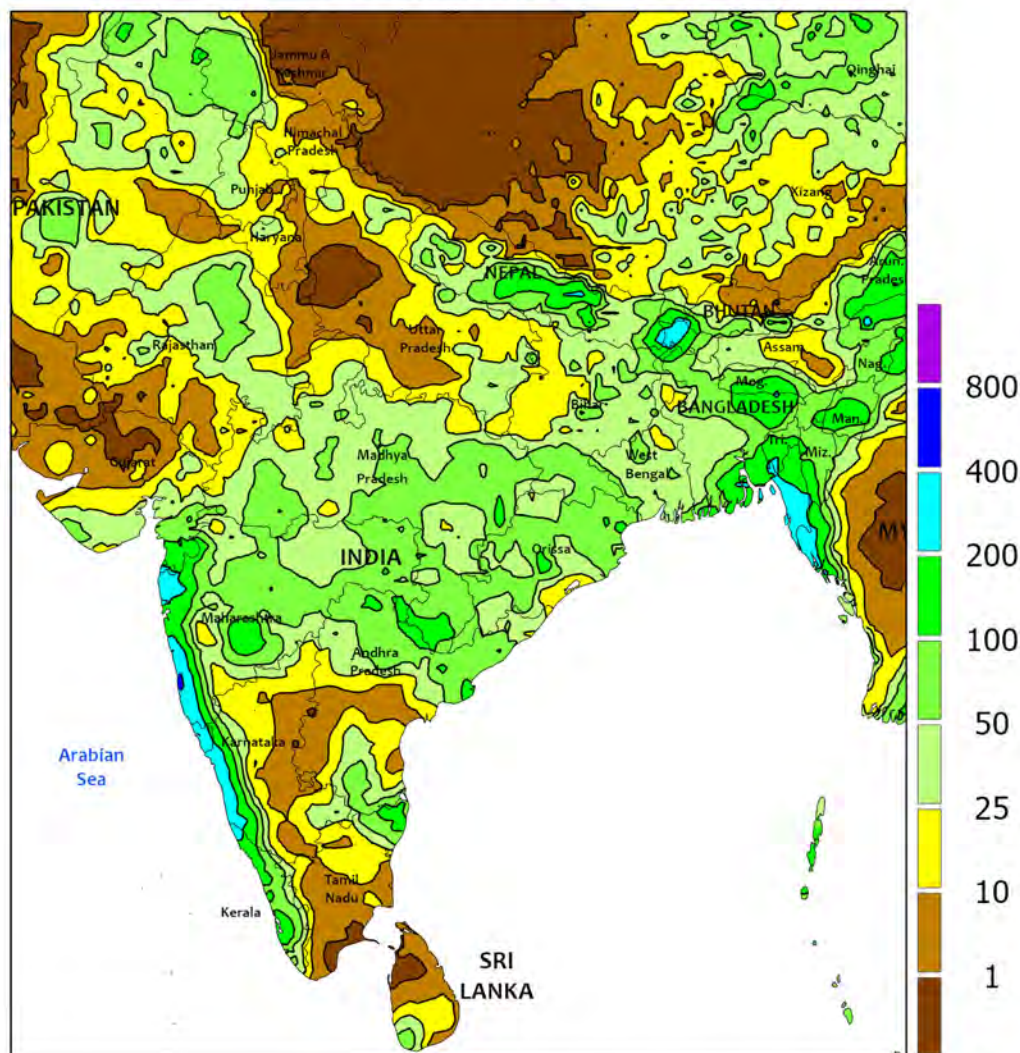 Jammu &
Kashmir
Qinghai
Himachal
Pradesh
Punjab
Xizang
PAKISTAN
Haryana
NEPAL
Arun.
Prades
BHUTAN
Rajasthan
Uttar
Pradesh
Assam
Nag.
Meg.
Bihar
BANGLADESH
Man.
Gujarat
Madhya
Pradesh
West
Bengal
Tri.
Miz.
MY
INDIA
Orissa
Maharashtra
Andhra
Pradesh
Karnataka
Arabian
Sea
Tamil
Nadu
Kerala
SRI
LANKA
800
400
200
100
50
25
10
1